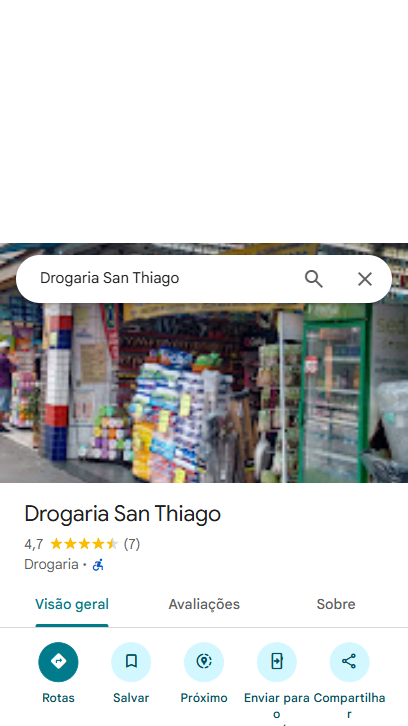 Drogaria San Thiago
Drogaria San Thiago
4,7 (7)
Drogaria ·
Visão geral
Avaliações
Sobre
Rotas
Salvar
Próximo
Enviar para
o
Compartilha
r